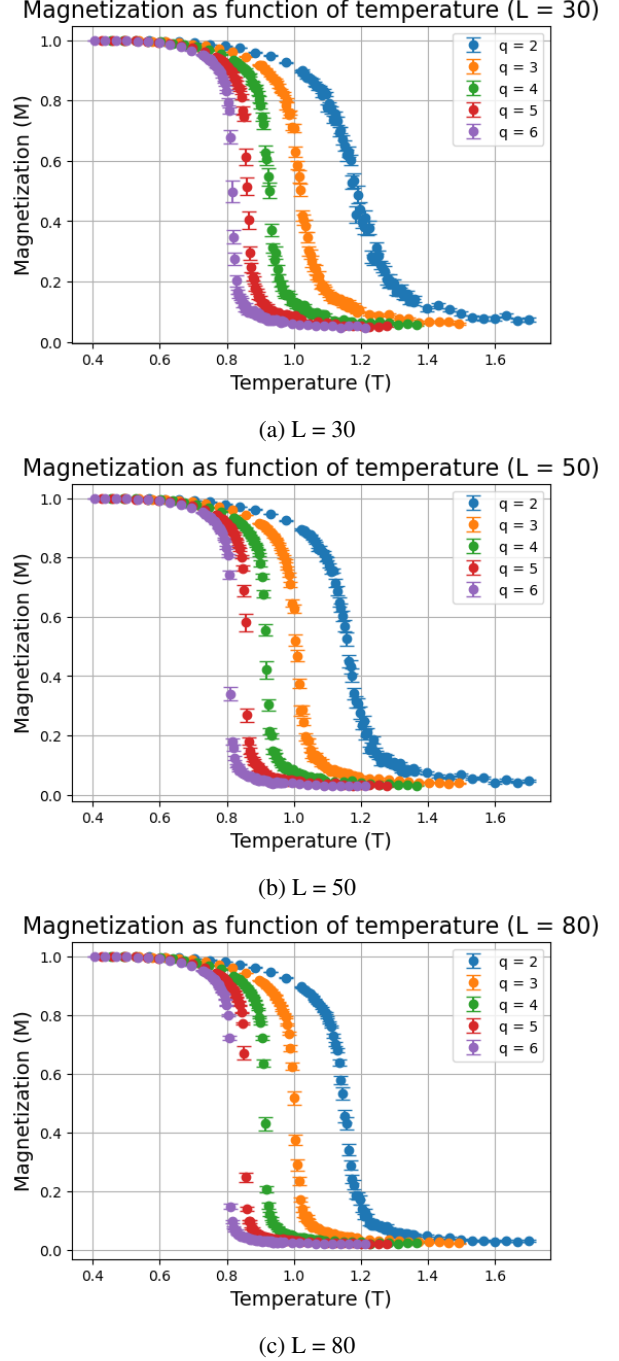 Magnetization as function of temperature (L = 30)
Magnetization (M)
1.0
0.8
0.6
0.4
0.2
0.0
q = 2
q = 3
q = 4
q = 5
q = 6
0.4 0.6 0.8 1.0 1.2 1.4 1.6
Temperature (T)
(a) L = 30
Magnetization as function of temperature (L = 50)
Magnetization (M)
1.0
0.8
0.6
0.4
0.2
0.0
q = 2
q = 3
q = 4
q = 5
q = 6
0.4 0.6 0.8 1.0 1.2 1.4 1.6
Temperature (T)
(b) L = 50
Magnetization as function of temperature (L = 80)
Magnetization (M)
1.0
0.8
0.6
0.4
0.2
0.0
q = 2
q = 3
q = 4
q = 5
q = 6
0.4 0.6 0.8 1.0 1.2 1.4 1.6
Temperature (T)
(c) L = 80